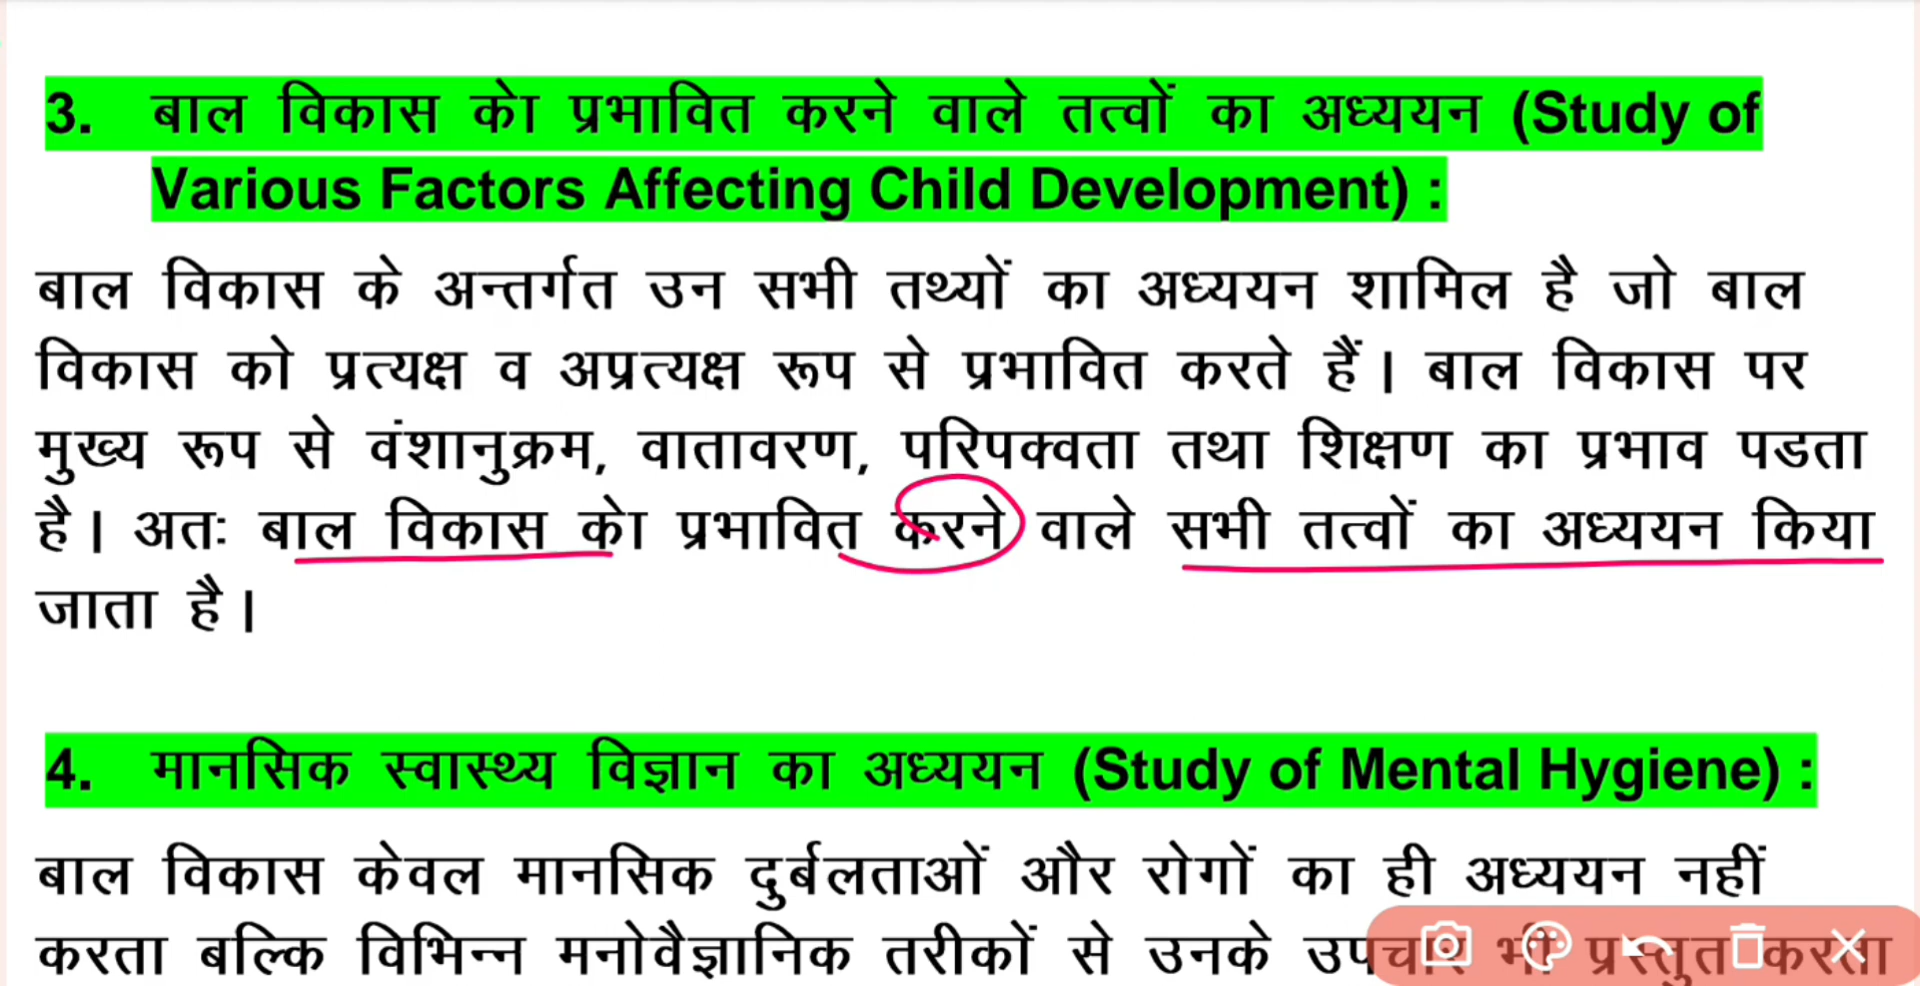 3. बाल विकास केा प्रभावित करने वाले तत्वों का अध्ययन (Study of
Various Factors Affecting Child Development) :
बाल विकास के अन्तर्गत उन सभी तथ्यों का अध्ययन शामिल है जो बाल
विकास को प्रत्यक्ष व अप्रत्यक्ष रूप से प्रभावित करते हैं। बाल विकास पर
मुख्य रूप से वंशानुक्रम, वातावरण, परिपक्वता तथा शिक्षण का प्रभाव पडता
है। अतः बाल विकास केा प्रभावित करने वाले सभी तत्वों का अध्ययन किया
जाता है।
4. मानसिक स्वास्थ्य विज्ञान का अध्ययन (Study of Mental Hygiene) :
बाल विकास केवल मानसिक दुर्बलताओं और रोगों का ही अध्ययन नहीं
करता बल्कि विभिन्न मनोवैज्ञानिक तरीकों से उनके उपचार भी प्रस्तुत करता